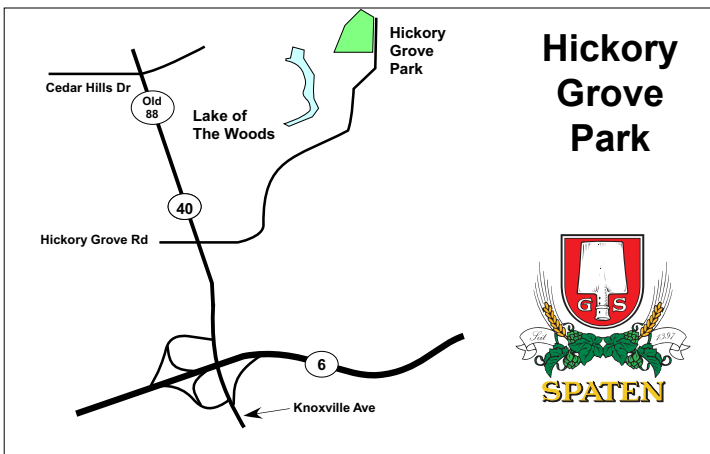 Hickory
Grove
Park
Hickory
Grove
Park
Cedar Hills Dr
Old
88
Lake of
The Woods
40
Hickory Grove Rd
6
Knoxville Ave
G S
Seit 1397
SPATEN